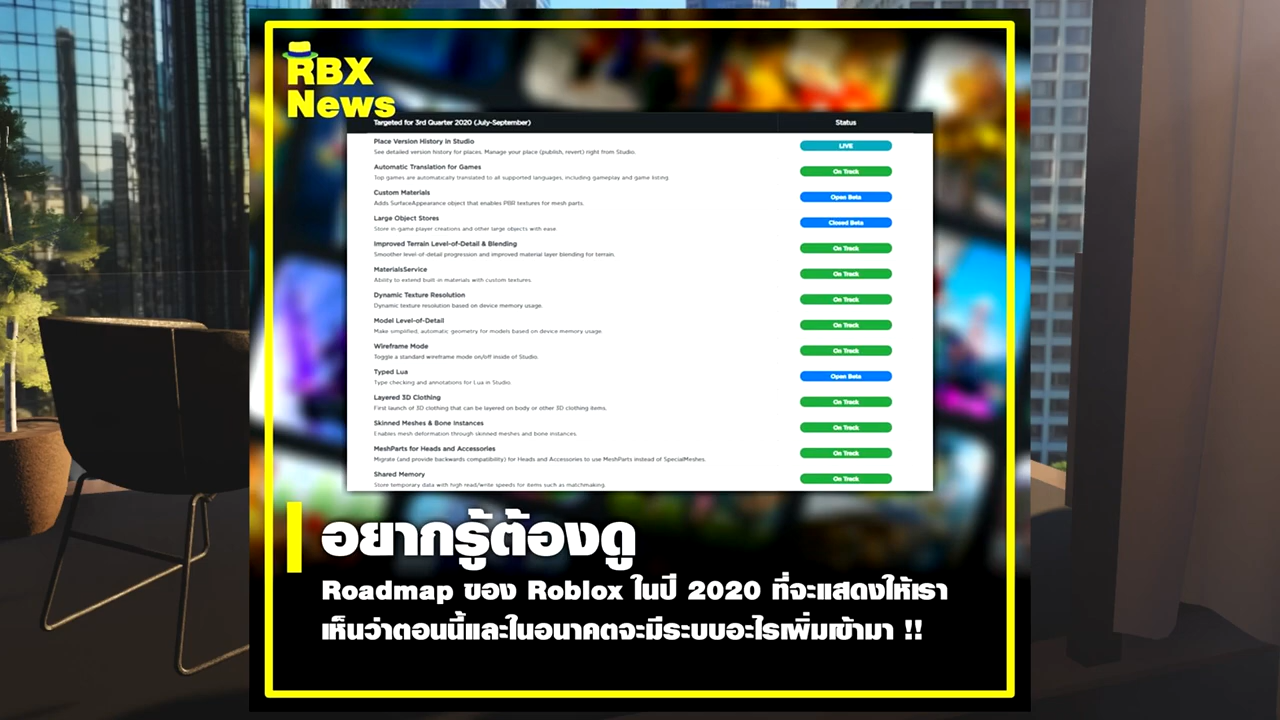 RBX
News
Targeted for 3rd Quarter 2020 (July-September) Status
Place Version History in Studio
See detailed version history for places. Manage your place (publish, revert) right from Studio.
LIVE
Automatic Translation for Games
Top games are automatically translated to all supported languages, including gameplay and game listing.
On Track
Custom Materials
Adds SurfaceAppearance object that enables PBR textures for mesh parts.
Open Beta
Large Object Stores
Store in-game player creations and other large objects with ease.
Closed Beta
Improved Terrain Level-of-Detail & Blending
Smoother level-of-detail progression and improved material layer blending for terrain.
On Track
MaterialsService
Ability to extend built in materials with custom textures.
On Track
Dynamic Texture Resolution
Dynamic texture resolution based on device memory usage.
On Track
Model Level-of-Detail
Make simplified, automatic geometry for models based on device memory usage
On Track
Wireframe Mode
Toggle a standard wireframe mode on/off inside of Studio.
On Track
Typed Lua
Type checking and annotations for Lua in Studio.
Open Beta
Layered 3D Clothing
First launch of 3D clothing that can be layered on body or other 3D clothing items.
On Track
Skinned Meshes & Bone Instances
Enables mesh deformation through skinned meshes and bone instances.
On Track
MeshParts for Heads and Accessories
Migrate (and provide backwards compatibility) for Heads and Accessories to use MeshParts instead of SpecialMeshes.
On Track
Shared Memory
Store temporary data with high read/write speeds for items such as matchmaking.
On Track
อยากรู้ต้องดู
Roadmap ของ Roblox ในปี 2020 ที่จะแสดงให้เรา
เห็นว่าตอนนี้และในอนาคตจะมีระบบอะไรเพิ่มเข้ามา !!